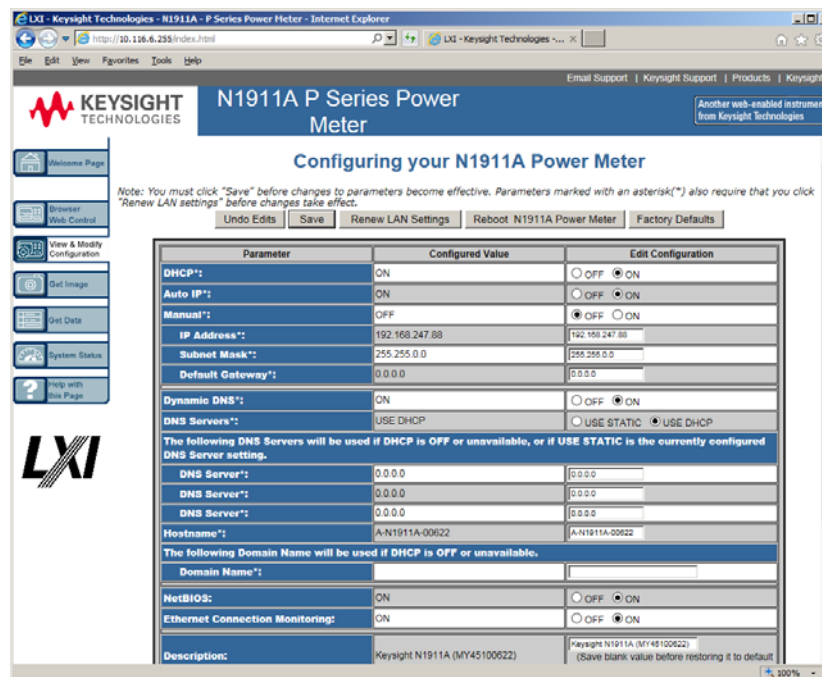 LXI - Keysight Technologies - N1911A - P Series Power Meter - Internet Explorer
http://10.116.6.255/index.html
LXI - Keysight Technologies -...
File Edit View Favorites Tools Help
Email Support | Keysight Support | Products | Keysight
KEYSIGHT
TECHNOLOGIES
N1911A P Series Power
Meter
Another web-enabled instrumen
from Keysight Technologies
Welcome Page
Browser
Web Control
View & Modify
Configuration
Get Image
Get Data
System Status
Help with
this Page
LXI
Configuring your N1911A Power Meter
Note: You must click "Save" before changes to parameters become effective. Parameters marked with an asterisk(*) also require that you click
"Renew LAN settings" before changes take effect.
Undo Edits Save Renew LAN Settings Reboot N1911A Power Meter Factory Defaults
Parameter Configured Value Edit Configuration
DHCP*: ON OFF ON
Auto IP*: ON OFF ON
Manual*: OFF OFF ON
IP Address*: 192.168.247.88 192.168.247.88
Subnet Mask*: 255.255.0.0 255.255.0.0
Default Gateway*: 0.0.0.0 0.0.0.0
Dynamic DNS*: ON OFF ON
DNS Servers*: USE DHCP USE STATIC USE DHCP
The following DNS Servers will be used if DHCP is OFF or unavailable, or if USE STATIC is the currently configured
DNS Server setting.
DNS Server*: 0.0.0.0 0.0.0.0
DNS Server*: 0.0.0.0 0.0.0.0
DNS Server*: 0.0.0.0 0.0.0.0
Hostname*: A-N1911A-00622 A-N1911A-00622
The following Domain Name will be used if DHCP is OFF or unavailable.
Domain Name*:
NetBIOS: ON OFF ON
Ethernet Connection Monitoring: ON OFF ON
Description: Keysight N1911A (MY45100622) Keysight N1911A (MY45100622)
(Save blank value before restoring it to default
100%